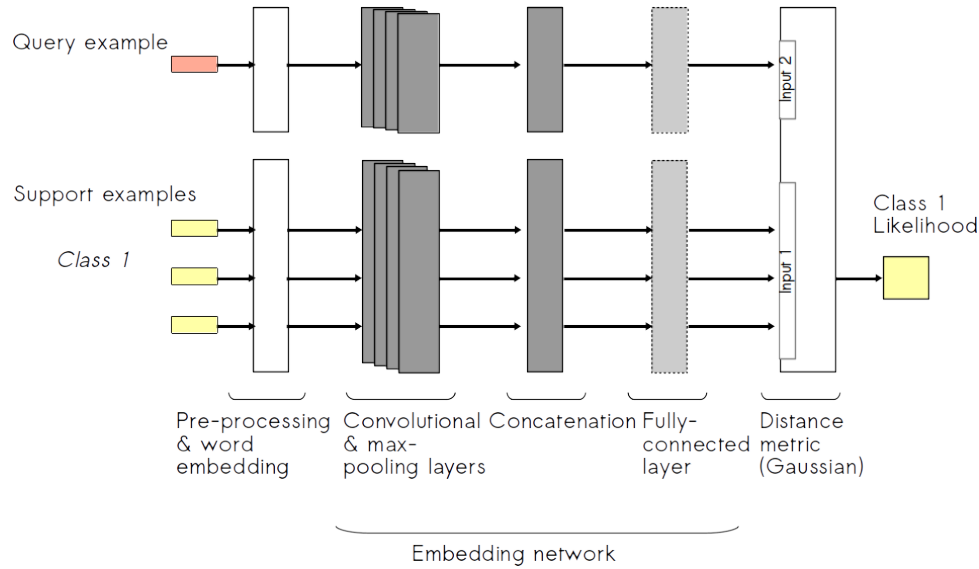 Query example
Input 2
Support examples
Class 1
Input 1
Class 1
Likelihood
Pre-processing
& word
embedding
Convolutional
& max-
pooling layers
Concatenation
Fully-
connected
layer
Distance
metric
(Gaussian)
Embedding network